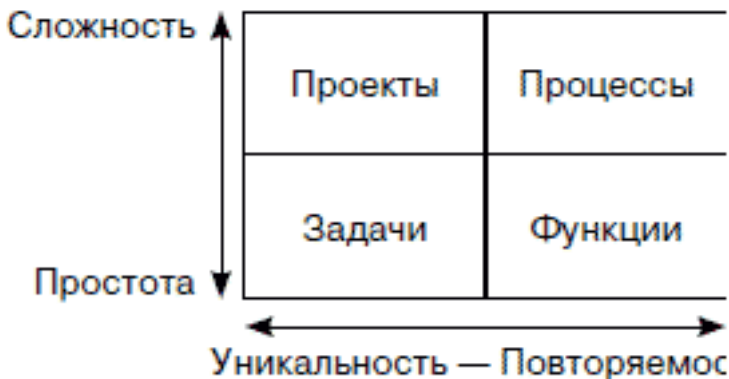 Сложность
Проекты Процессы
Задачи Функции
Простота
Уникальность — Повторяемос